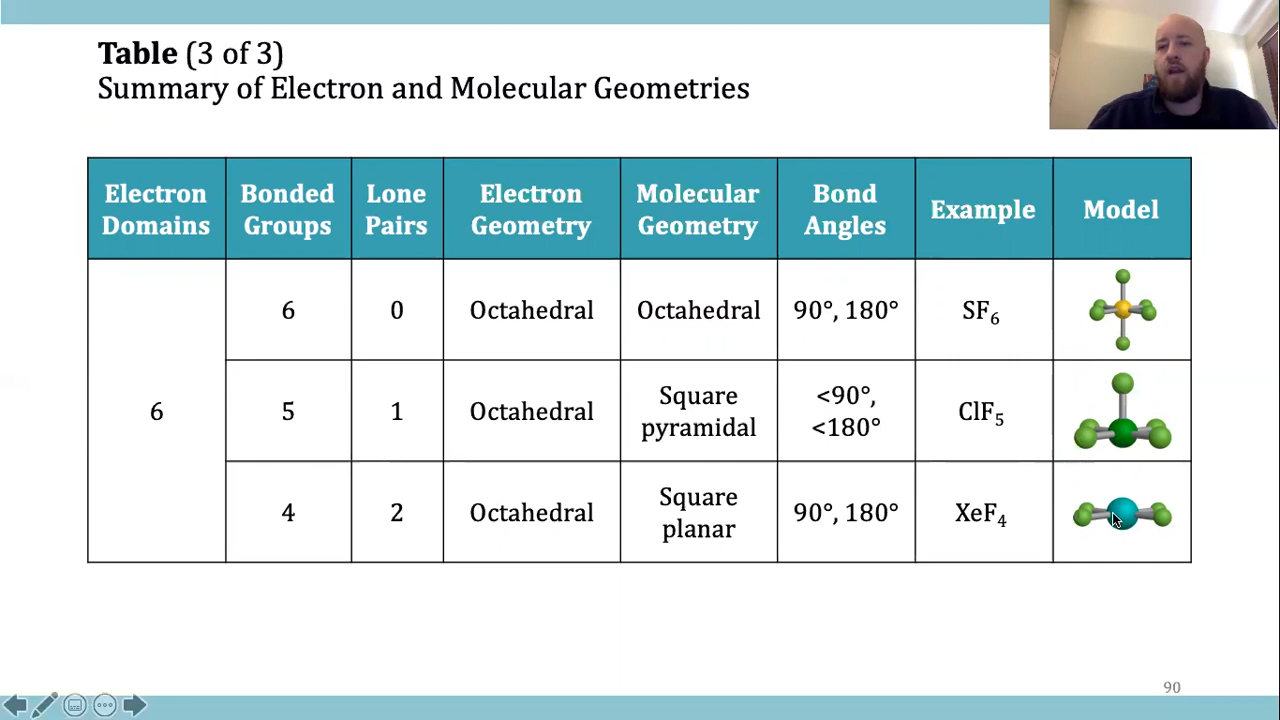 Table (3 of 3)
Summary of Electron and Molecular Geometries
Electron Domains
Bonded Groups
Lone Pairs
Electron Geometry
Molecular Geometry
Bond Angles
Example
Model
6
6
0
Octahedral
Octahedral
90°, 180°
SF₆
5
1
Octahedral
Square pyramidal
<90°, <180°
ClF₅
4
2
Octahedral
Square planar
90°, 180°
XeF₄
90